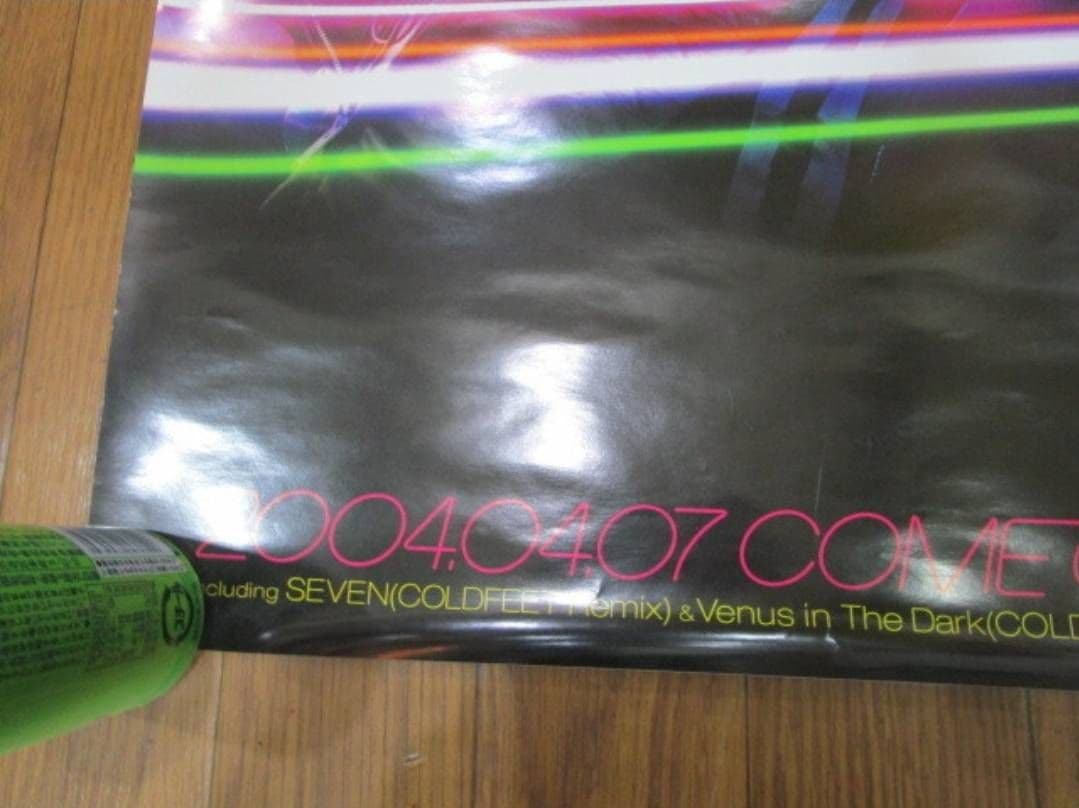 2004.04.07 COME
cluding SEVEN(COLDFEET Remix) & Venus in The Dark(COLD